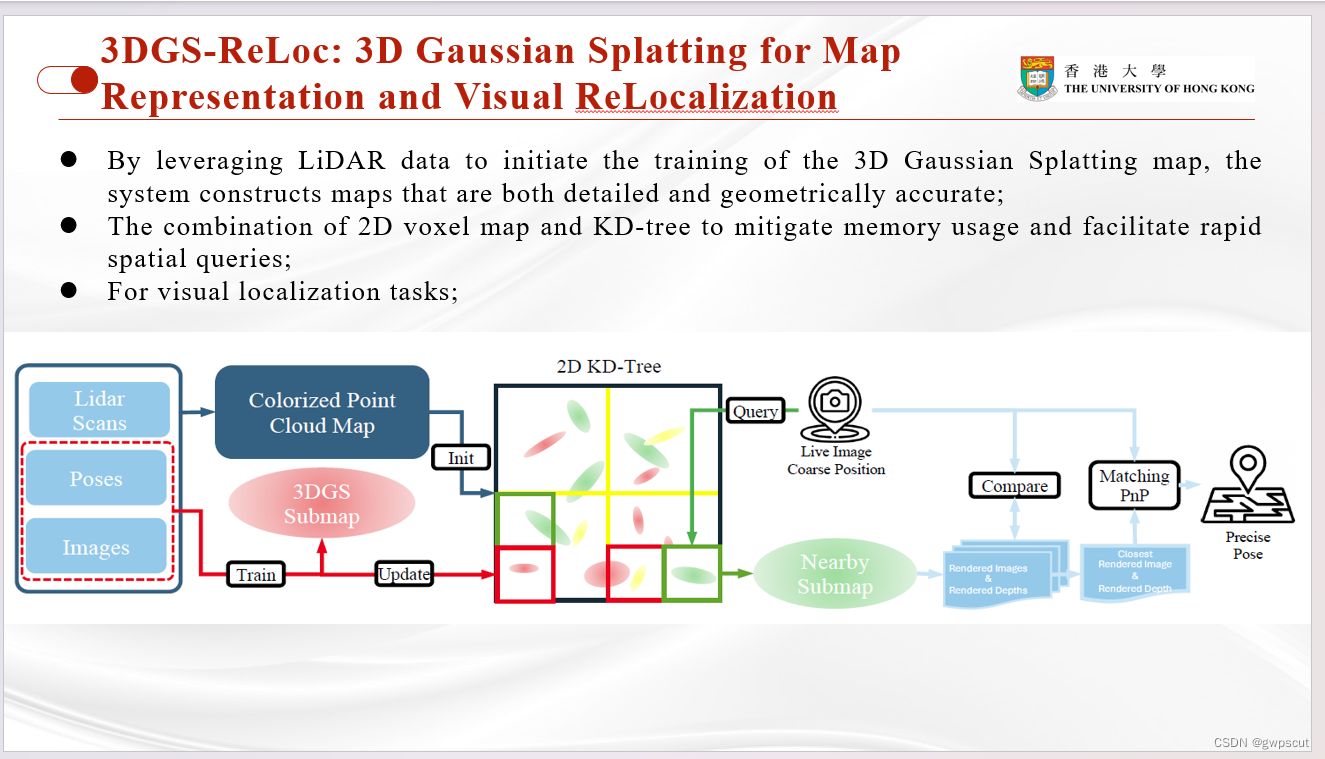 3DGS-ReLoc: 3D Gaussian Splatting for Map
Representation and Visual ReLocalization
香 港 大 學
THE UNIVERSITY OF HONG KONG
By leveraging LiDAR data to initiate the training of the 3D Gaussian Splatting map, the
system constructs maps that are both detailed and geometrically accurate;
The combination of 2D voxel map and KD-tree to mitigate memory usage and facilitate rapid
spatial queries;
For visual localization tasks;
Lidar
Scans
Poses
Images
Colorized Point
Cloud Map
3DGS
Submap
Train
Update
Init
2D KD-Tree
Query
Live Image
Coarse Position
Nearby
Submap
Compare
Rendered Images
&
Rendered Depths
Matching
PnP
Closest
Rendered Image
&
Rendered Depth
Precise
Pose
CSDN @gwpscut